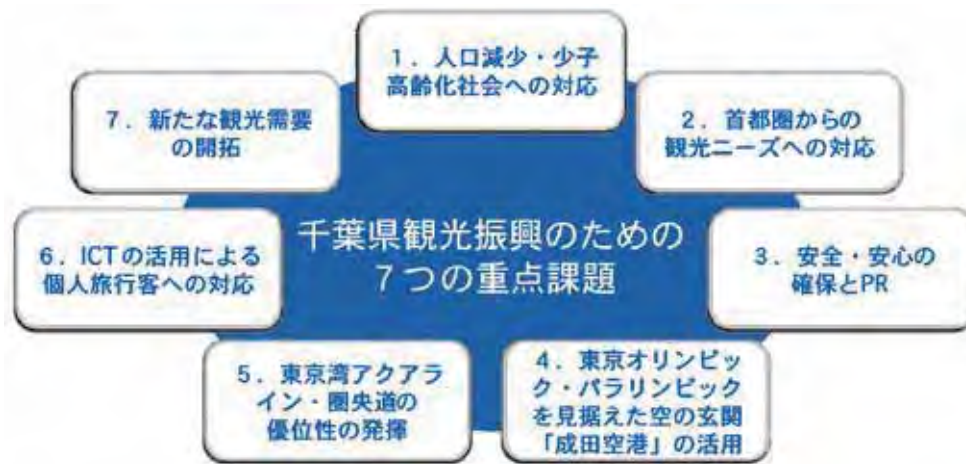 千葉県観光振興のための
7つの重点課題
1．人口減少・少子
高齢化社会への対応
2．首都圏からの
観光ニーズへの対応
3．安全・安心の
確保とPR
4．東京オリンピッ
ク・パラリンピック
を見据えた空の玄関
「成田空港」の活用
5．東京湾アクアラ
イン・圏央道の
優位性の発揮
6．ICTの活用による
個人旅行客への対応
7．新たな観光需要
の開拓